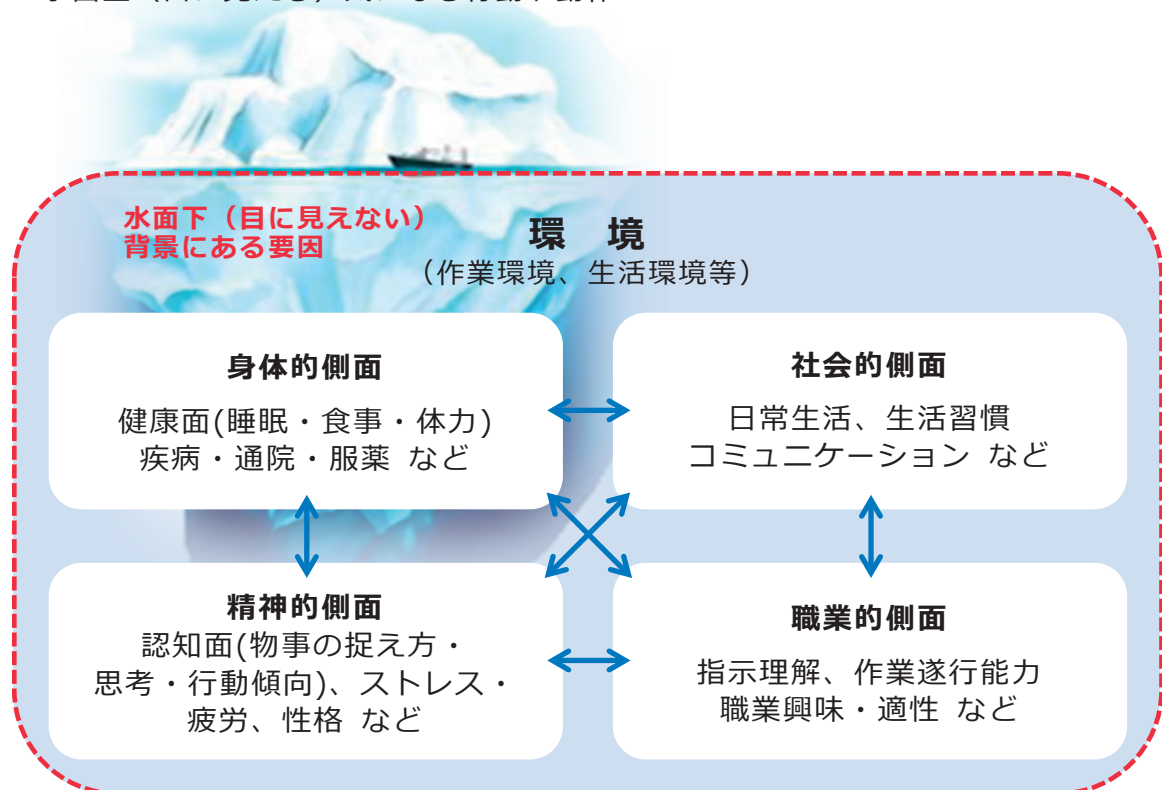 水面下（目に見えない）
背景にある要因
環　境
（作業環境、生活環境等）
身体的側面
健康面(睡眠・食事・体力)
疾病・通院・服薬 など
社会的側面
日常生活、生活習慣
コミュニケーション など
精神的側面
認知面(物事の捉え方・
思考・行動傾向)、ストレス・
疲労、性格 など
職業的側面
指示理解、作業遂行能力
職業興味・適性 など